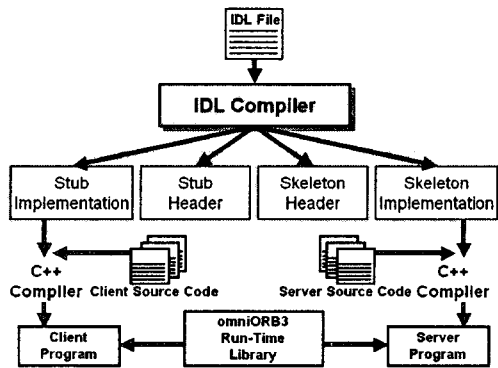 IDL File
IDL Compiler
Stub
Implementation
Stub
Header
Skeleton
Header
Skeleton
Implementation
C++
Compiler
Client Source Code
Server Source Code
C++
Compiler
Client
Program
omniORB3
Run-Time
Library
Server
Program